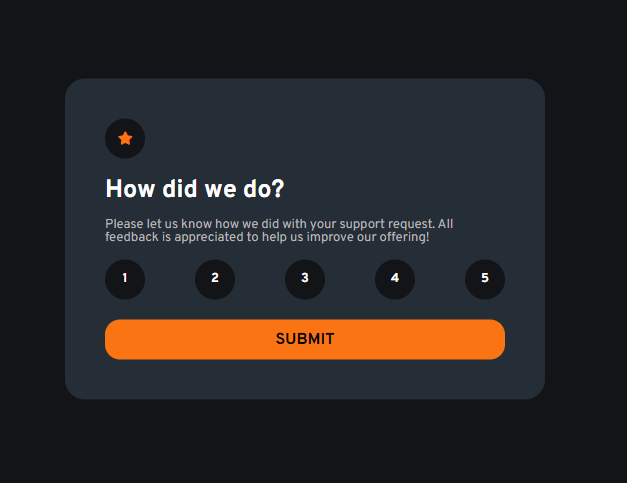 How did we do?
Please let us know how we did with your support request. All
feedback is appreciated to help us improve our offering!
1 2 3 4 5
SUBMIT